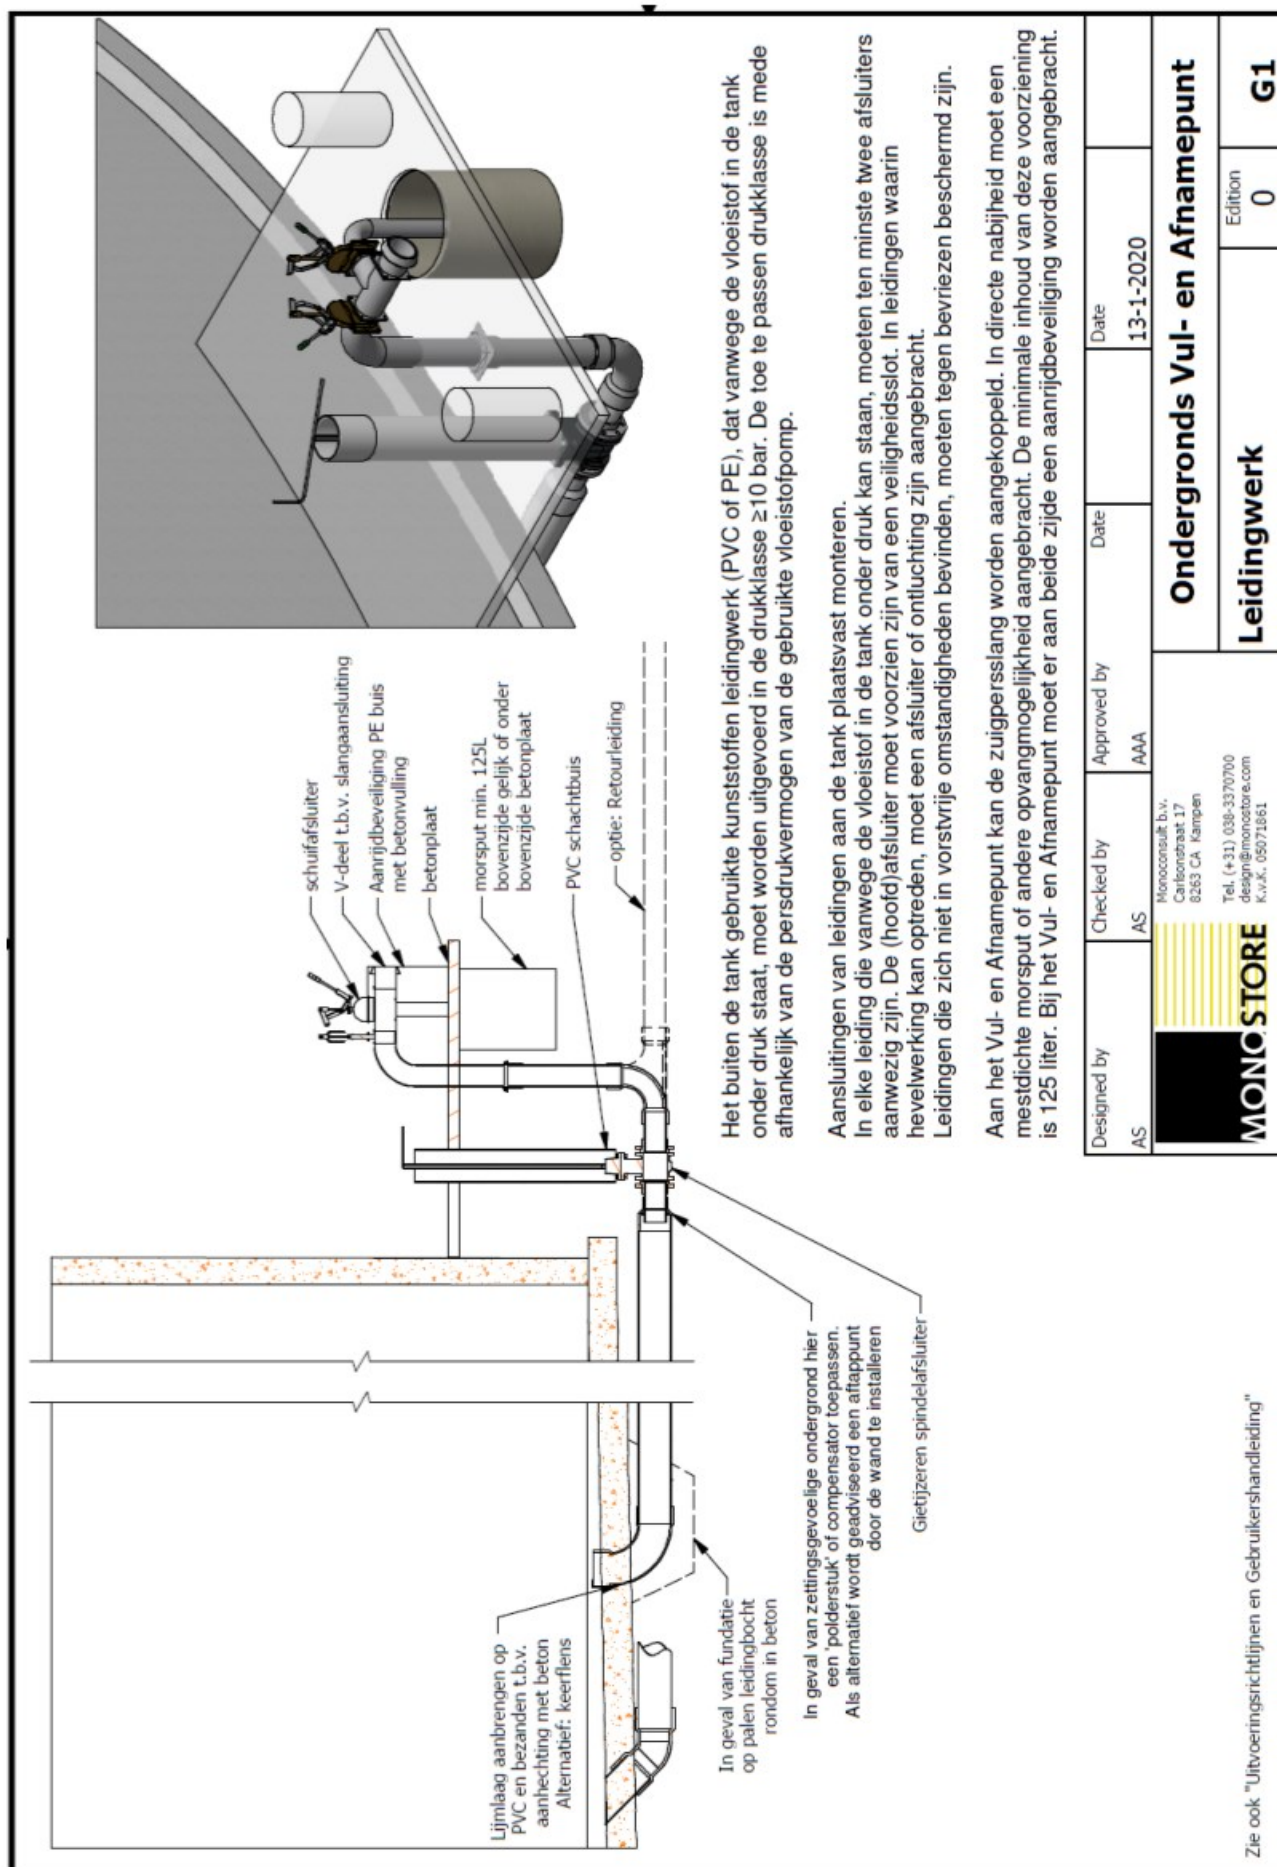 schuifafsluiter
V-deel t.b.v. slangaansluiting
Aanrijdbeveiliging PE buis
met betonvulling
betonplaat
morsput min. 125L
bovenzijde gelijk of onder
bovenzijde betonplaat
PVC schachtbuis
optie: Retourleiding
Lijmlaag aanbrengen op
PVC en bezanden t.b.v.
aanhechting met beton
Alternatief: keerflens
In geval van fundatie
op palen leidingbocht
rondom in beton
In geval van zettingsgevoelige ondergrond hier
een 'polderstuk' of compensator toepassen.
Als alternatief wordt geadviseerd een aftappunt
door de wand te installeren
Gietijzeren spindelafsluiter
Het buiten de tank gebruikte kunststoffen leidingwerk (PVC of PE), dat vanwege de vloeistof in de tank
onder druk staat, moet worden uitgevoerd in de drukklasse ≥10 bar. De toe te passen drukklasse is mede
afhankelijk van de persdrukvermogen van de gebruikte vloeistofpomp.
Aansluitingen van leidingen aan de tank plaatsvast monteren.
In elke leiding die vanwege de vloeistof in de tank onder druk kan staan, moeten ten minste twee afsluiters
aanwezig zijn. De (hoofd)afsluiter moet voorzien zijn van een veiligheidsslot. In leidingen waarin
hevelwerking kan optreden, moet een afsluiter of ontluchting zijn aangebracht.
Leidingen die zich niet in vorstvrije omstandigheden bevinden, moeten tegen bevriezen beschermd zijn.
Aan het Vul- en Afnamepunt kan de zuigpersslang worden aangekoppeld. In directe nabijheid moet een
mestdichte morsput of andere opvangmogelijkheid aangebracht. De minimale inhoud van deze voorziening
is 125 liter. Bij het Vul- en Afnamepunt moet er aan beide zijde een aanrijdbeveiliging worden aangebracht.
Designed by
AS
Checked by
AS
Approved by
AAA
Date
Date
13-1-2020
MONOSTORE
Monoconsult b.v.
Carlsonstraat 17
8263 CA Kampen
Tel. (+31) 038-3370700
design@monostore.com
K.v.K. 05071861
Ondergronds Vul- en Afnamepunt
Leidingwerk
Edition
0
G1
Zie ook "Uitvoeringsrichtlijnen en Gebruikershandleiding"